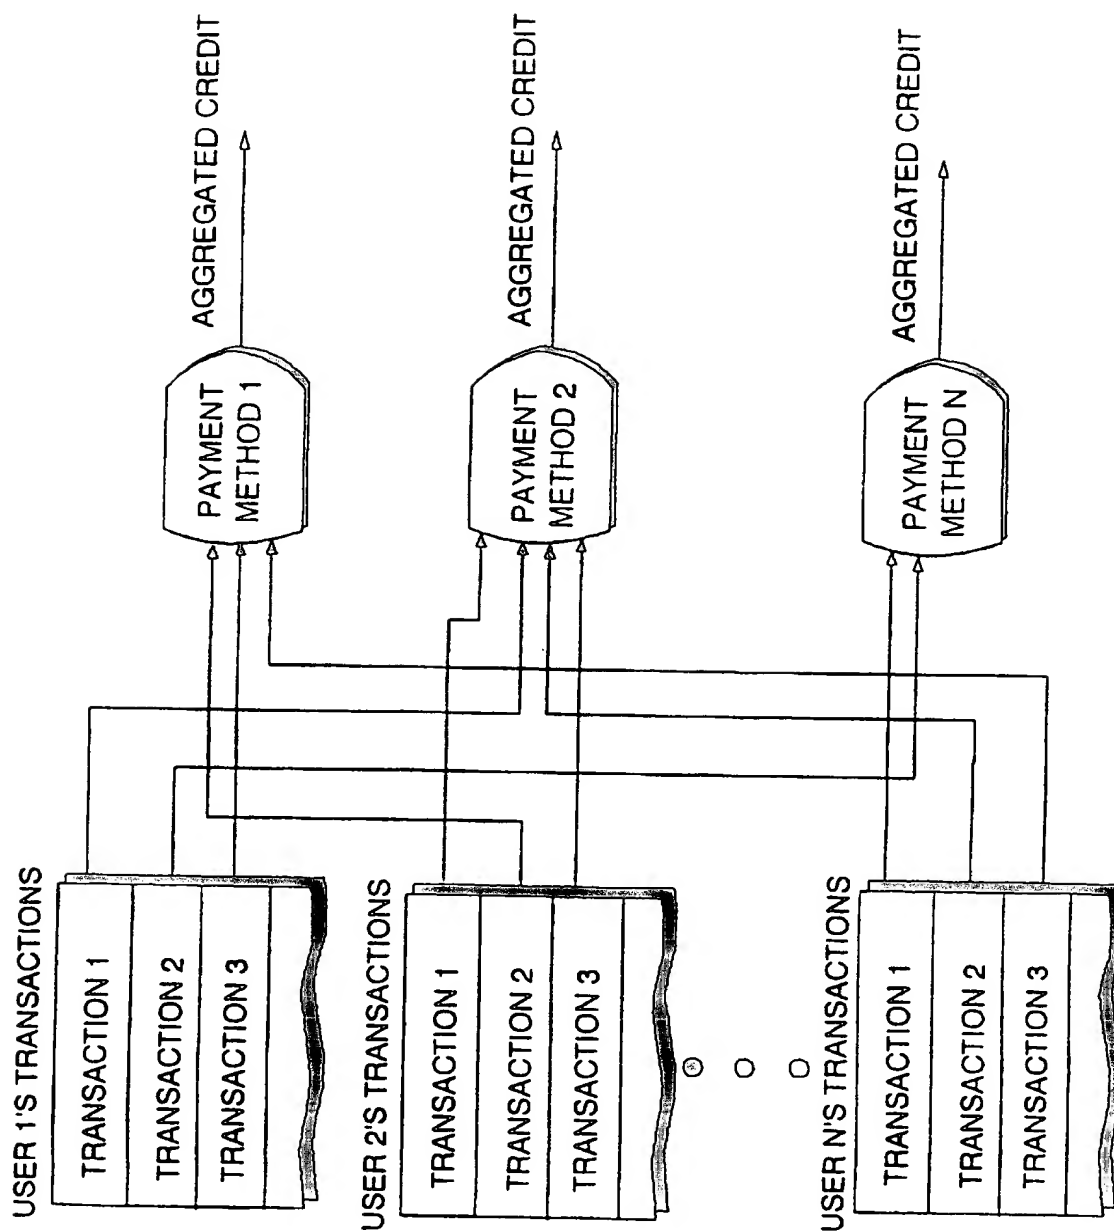 USER 1'S TRANSACTIONS
TRANSACTION 1
TRANSACTION 2
TRANSACTION 3
USER 2'S TRANSACTIONS
TRANSACTION 1
TRANSACTION 2
TRANSACTION 3
USER N'S TRANSACTIONS
TRANSACTION 1
TRANSACTION 2
TRANSACTION 3
PAYMENT
METHOD 1
PAYMENT
METHOD 2
PAYMENT
METHOD N
AGGREGATED CREDIT
AGGREGATED CREDIT
AGGREGATED CREDIT